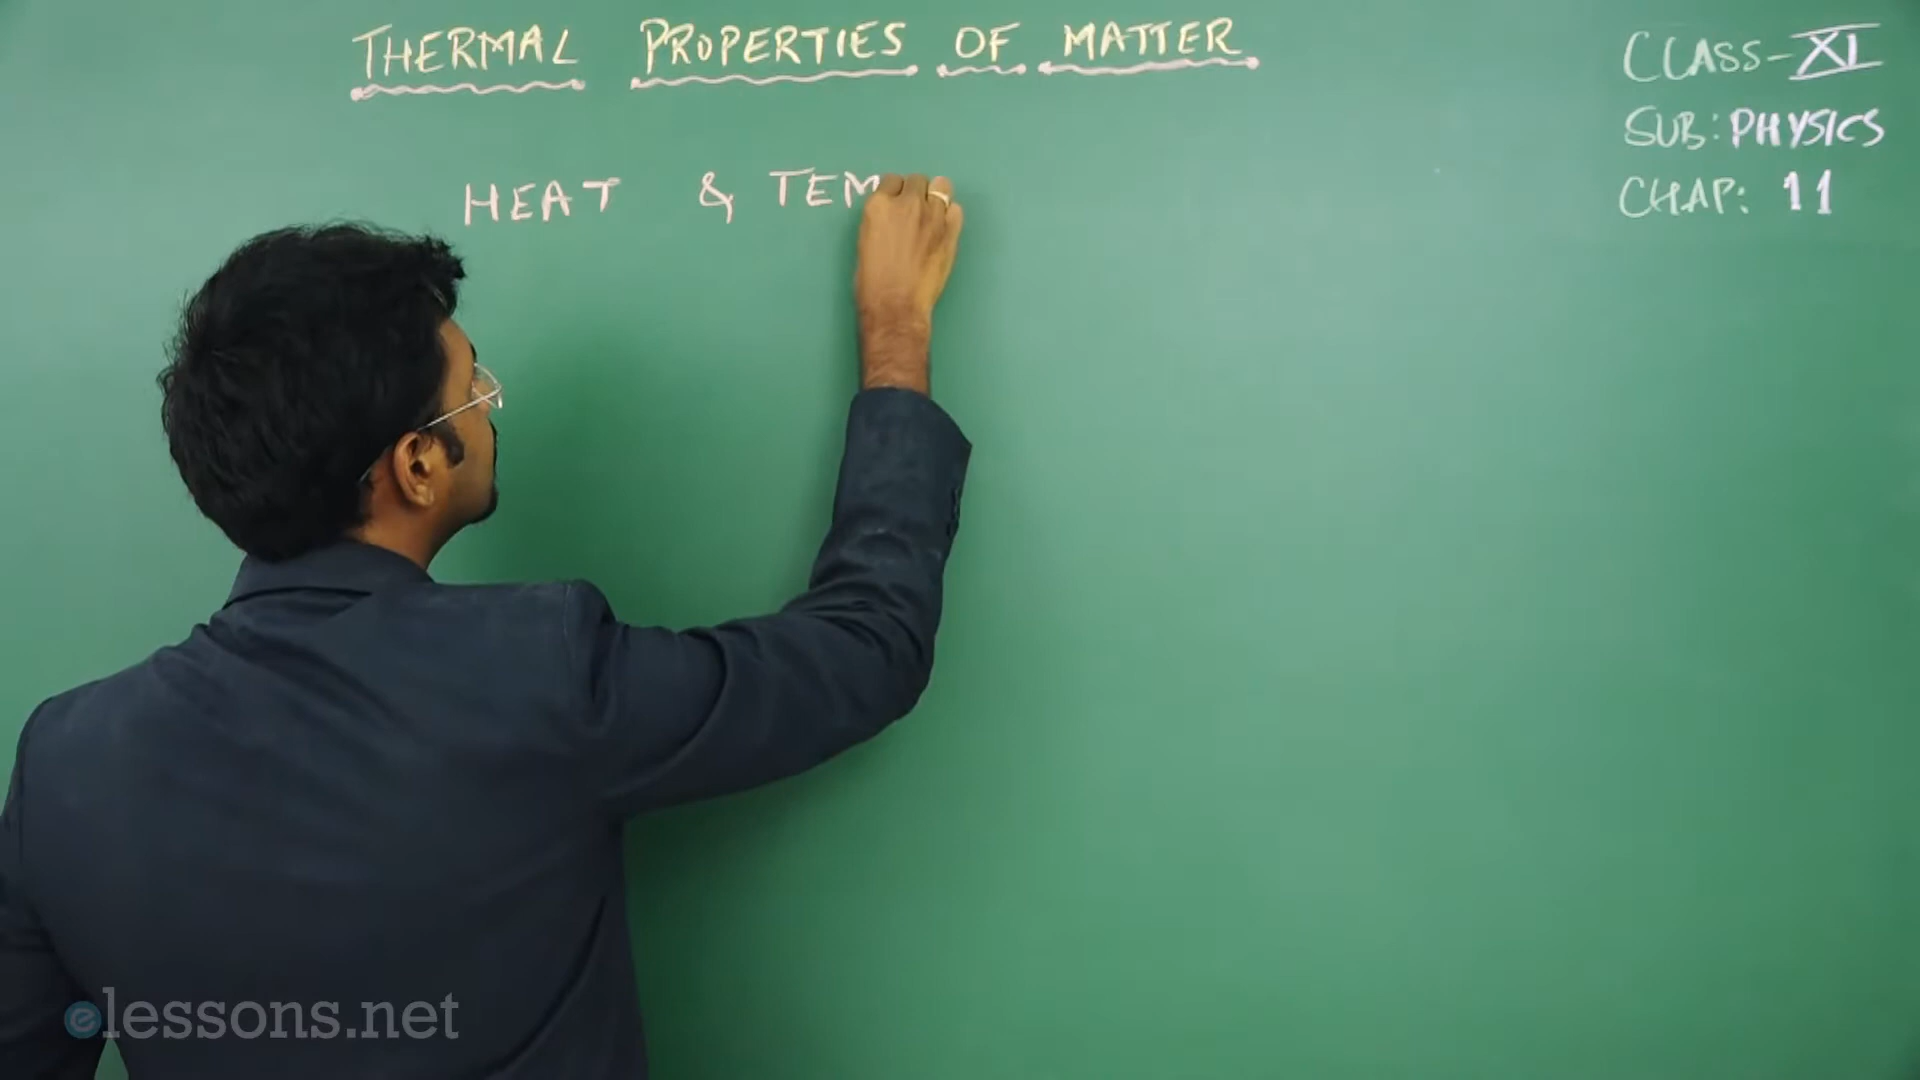 THERMAL PROPERTIES OF MATTER
CLASS-XI
SUB: PHYSICS
CHAP: 11
HEAT & TEM
elessons.net